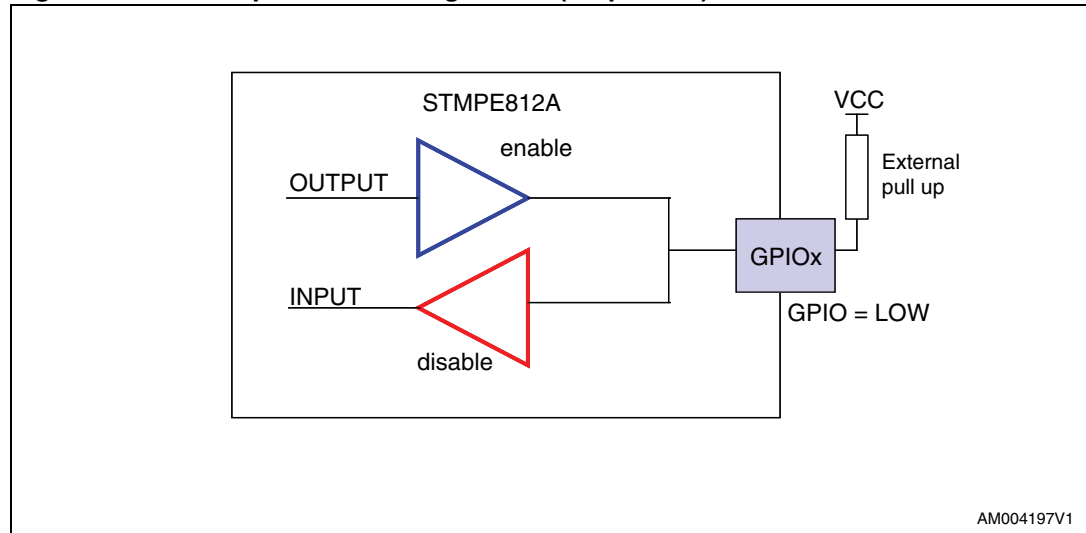 STMPE812A
enable
OUTPUT
INPUT
disable
VCC
External
pull up
GPIOx
GPIO = LOW
AM004197V1